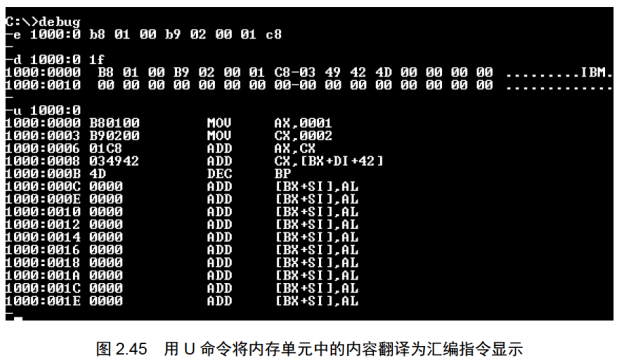 C:\>debug
-e 1000:0 b8 01 00 b9 02 00 01 c8
-
-d 1000:0 1f
1000:0000 B8 01 00 B9 02 00 01 C8-03 49 42 4D 00 00 00 00 .........IBM.
1000:0010 00 00 00 00 00 00 00 00-00 00 00 00 00 00 00 00 .............
-
-u 1000:0
1000:0000 B80100 MOV AX,0001
1000:0003 B90200 MOV CX,0002
1000:0006 01C8 ADD AX,CX
1000:0008 034942 ADD CX,[BX+DI+42]
1000:000B 4D DEC BP
1000:000C 0000 ADD [BX+SI],AL
1000:000E 0000 ADD [BX+SI],AL
1000:0010 0000 ADD [BX+SI],AL
1000:0012 0000 ADD [BX+SI],AL
1000:0014 0000 ADD [BX+SI],AL
1000:0016 0000 ADD [BX+SI],AL
1000:0018 0000 ADD [BX+SI],AL
1000:001A 0000 ADD [BX+SI],AL
1000:001C 0000 ADD [BX+SI],AL
1000:001E 0000 ADD [BX+SI],AL
-
图 2.45 用 U 命令将内存单元中的内容翻译为汇编指令显示